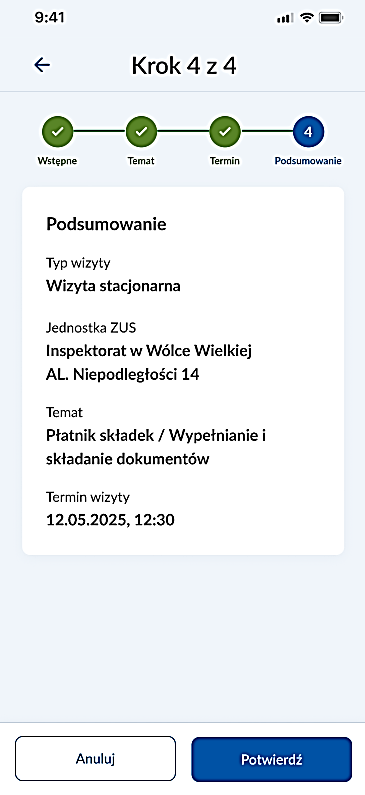 9:41
Krok 4 z 4
4
Wstępne
Temat
Termin
Podsumowanie
Podsumowanie
Typ wizyty
Wizyta stacjonarna
Jednostka ZUS
Inspektorat w Wólce Wielkiej
AL. Niepodległości 14
Temat
Płatnik składek / Wypełnianie i
składanie dokumentów
Termin wizyty
12.05.2025, 12:30
Anuluj
Potwierdź